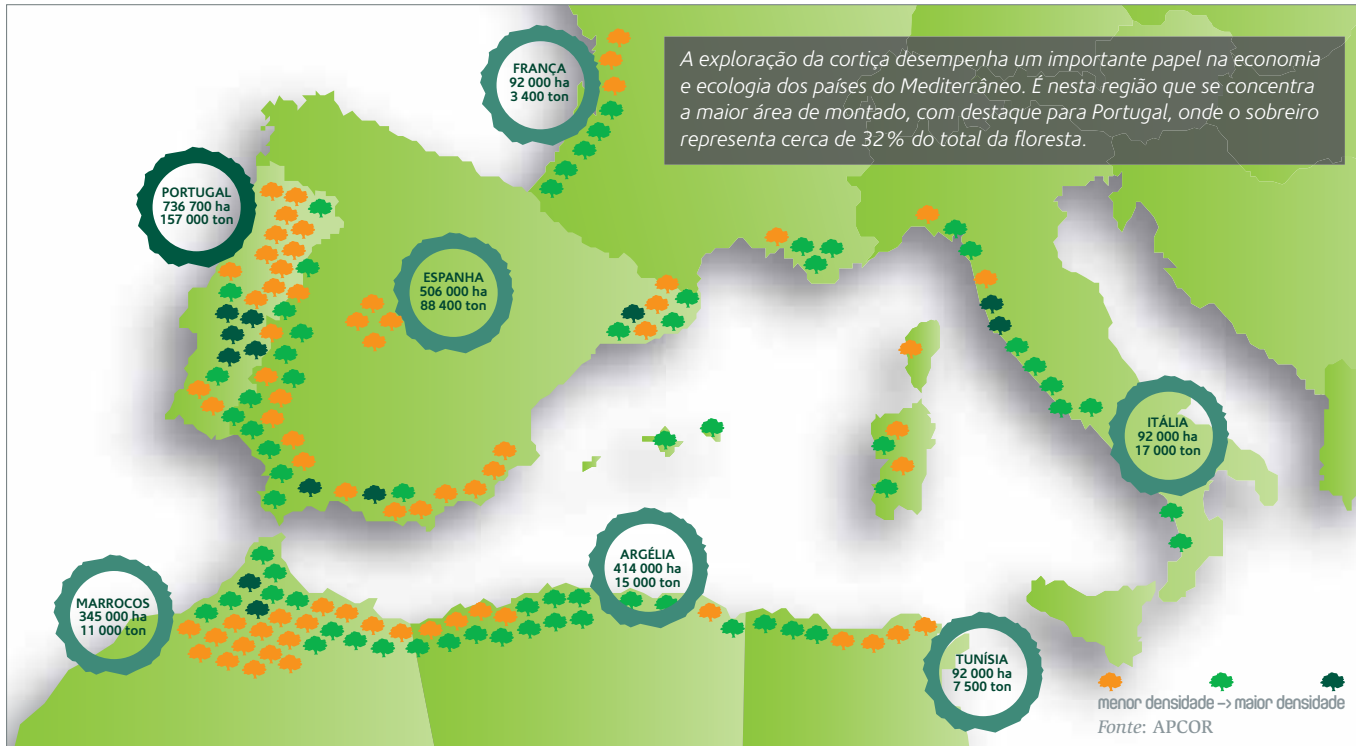 FRANÇA
92 000 ha
3 400 ton
A exploração da cortiça desempenha um importante papel na economia
e ecologia dos países do Mediterrâneo. É nesta região que se concentra
a maior área de montado, com destaque para Portugal, onde o sobreiro
representa cerca de 32% do total da floresta.
PORTUGAL
736 700 ha
157 000 ton
ESPANHA
506 000 ha
88 400 ton
ITÁLIA
92 000 ha
17 000 ton
ARGÉLIA
414 000 ha
15 000 ton
MARROCOS
345 000 ha
11 000 ton
TUNÍSIA
92 000 ha
7 500 ton
menor densidade -> maior densidade
Fonte: APCOR